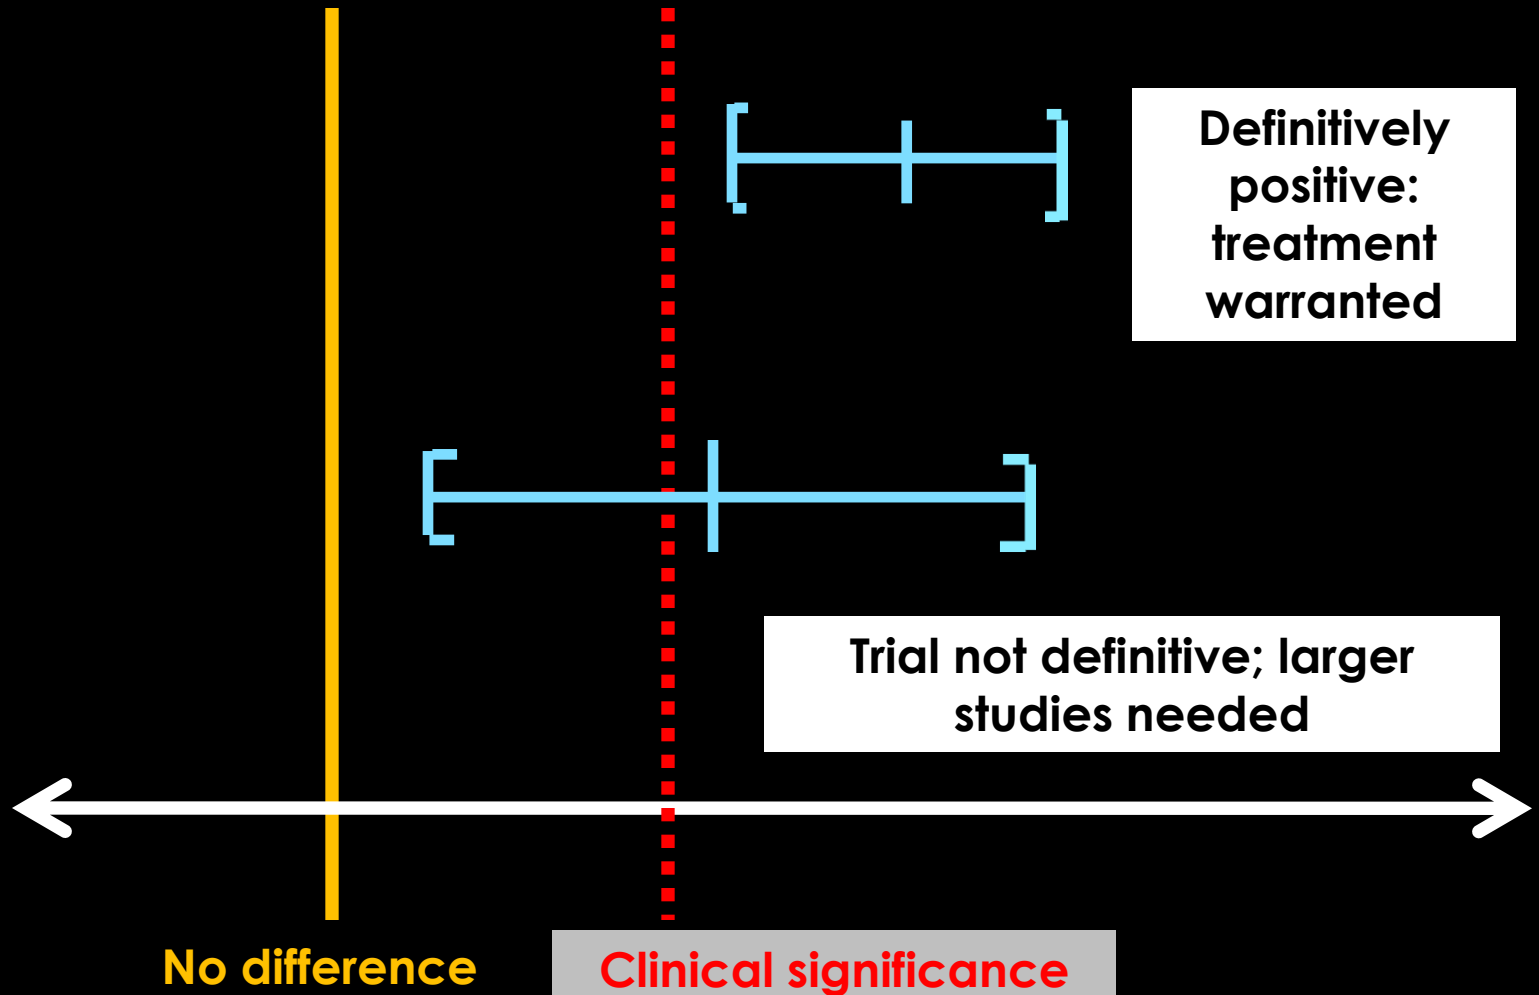 Definitively
positive:
treatment
warranted
Trial not definitive; larger
studies needed
No difference
Clinical significance